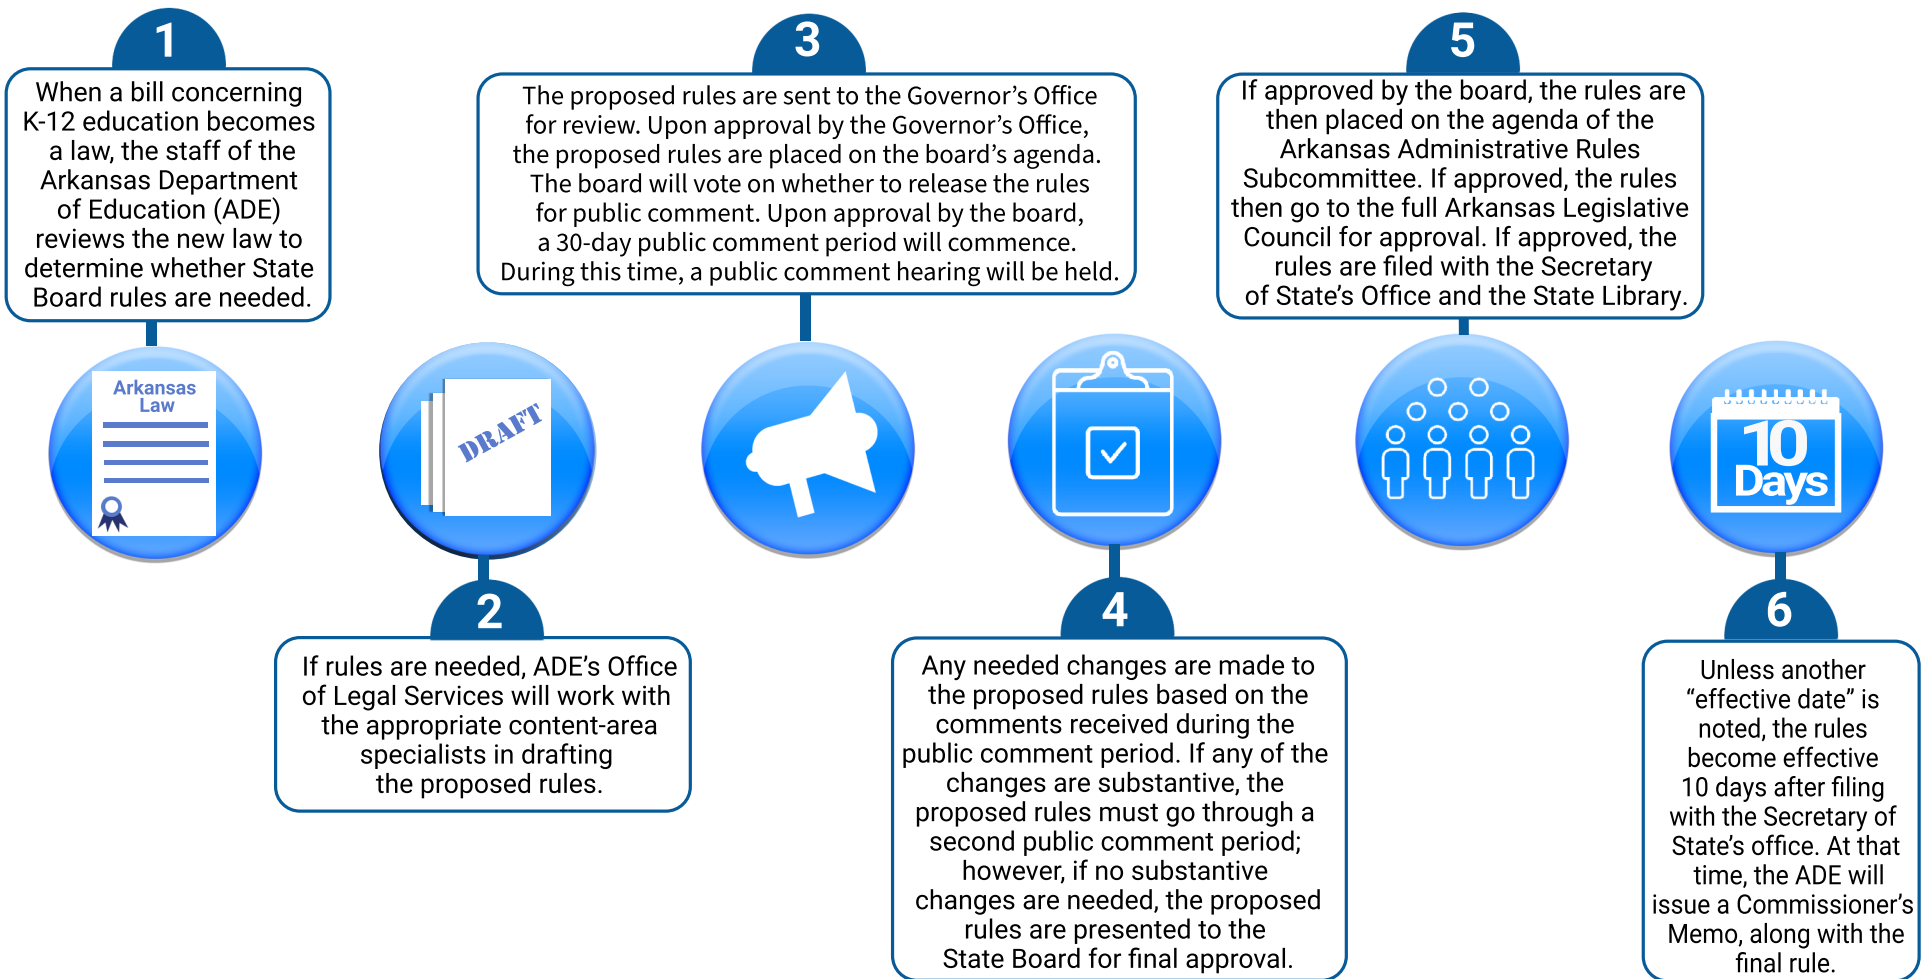 1
When a bill concerning
K-12 education becomes
a law, the staff of the
Arkansas Department
of Education (ADE)
reviews the new law to
determine whether State
Board rules are needed.
Arkansas
Law
DRAFT
2
If rules are needed, ADE’s Office
of Legal Services will work with
the appropriate content-area
specialists in drafting
the proposed rules.
3
The proposed rules are sent to the Governor’s Office
for review. Upon approval by the Governor’s Office,
the proposed rules are placed on the board’s agenda.
The board will vote on whether to release the rules
for public comment. Upon approval by the board,
a 30-day public comment period will commence.
During this time, a public comment hearing will be held.
4
Any needed changes are made to
the proposed rules based on the
comments received during the
public comment period. If any of the
changes are substantive, the
proposed rules must go through a
second public comment period;
however, if no substantive
changes are needed, the proposed
rules are presented to the
State Board for final approval.
5
If approved by the board, the rules are
then placed on the agenda of the
Arkansas Administrative Rules
Subcommittee. If approved, the rules
then go to the full Arkansas Legislative
Council for approval. If approved, the
rules are filed with the Secretary
of State’s Office and the State Library.
10
Days
6
Unless another
“effective date” is
noted, the rules
become effective
10 days after filing
with the Secretary of
State’s office. At that
time, the ADE will
issue a Commissioner’s
Memo, along with the
final rule.